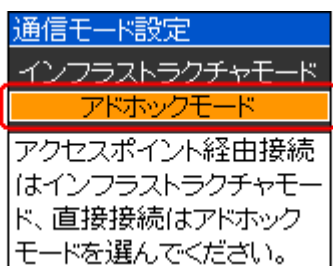 通信モード設定
インフラストラクチャモード
アドホックモード
アクセスポイント経由接続
はインフラストラクチャモー
ド、直接接続はアドホック
モードを選んでください。